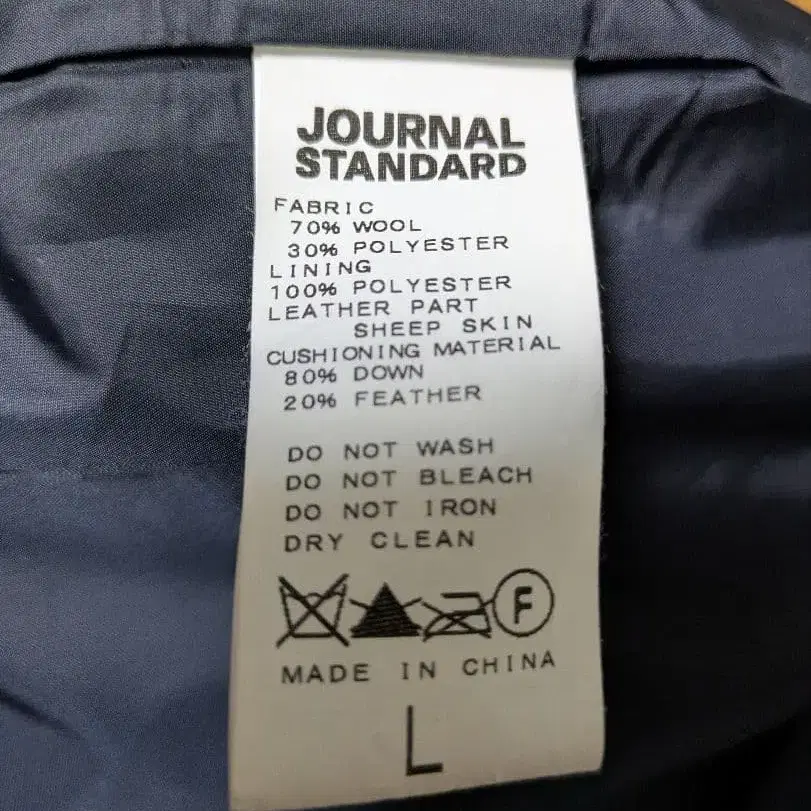 JOURNAL
STANDARD
FABRIC
70% WOOL
30% POLYESTER
LINING
100% POLYESTER
LEATHER PART
SHEEP SKIN
CUSHIONING MATERIAL
80% DOWN
20% FEATHER
DO NOT WASH
DO NOT BLEACH
DO NOT IRON
DRY CLEAN
F
MADE IN CHINA
L